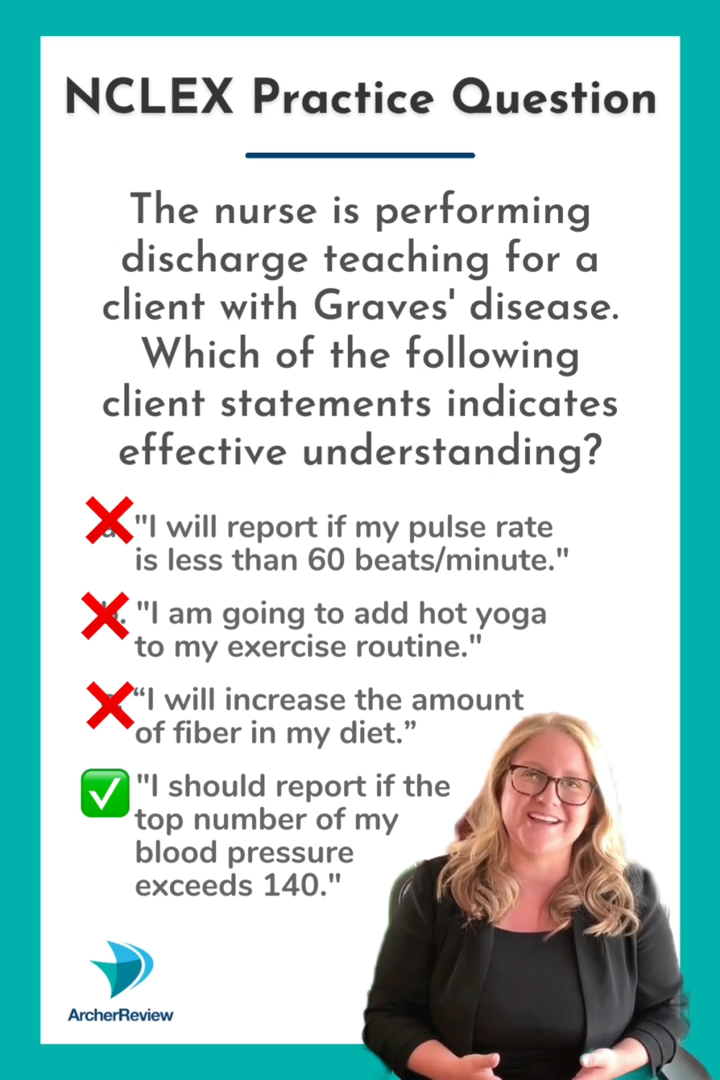 NCLEX Practice Question
The nurse is performing
discharge teaching for a
client with Graves' disease.
Which of the following
client statements indicates
effective understanding?
"I will report if my pulse rate
is less than 60 beats/minute."
"I am going to add hot yoga
to my exercise routine."
“I will increase the amount
of fiber in my diet.”
"I should report if the
top number of my
blood pressure
exceeds 140."
ArcherReview